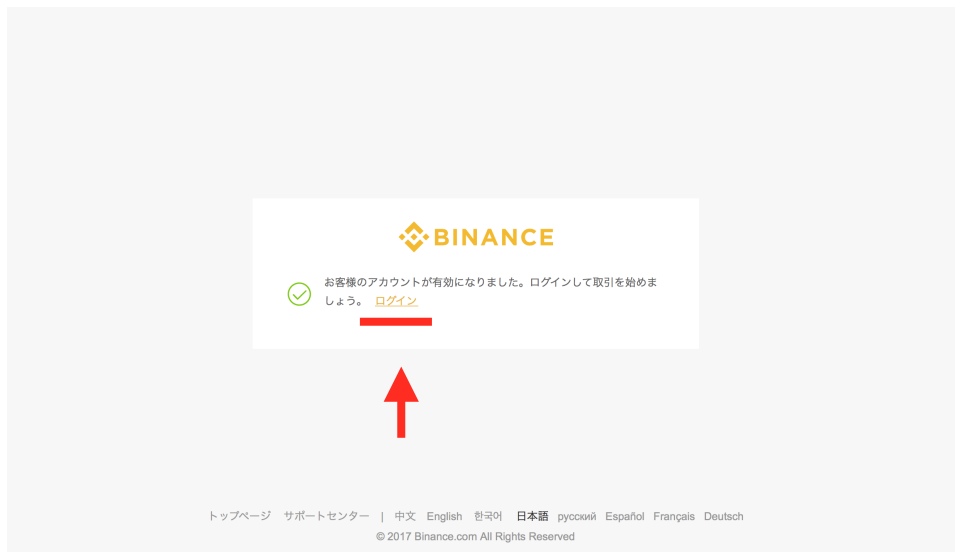 BINANCE
お客様のアカウントが有効になりました。ログインして取引を始めま
しょう。 ログイン
トップページ サポートセンター | 中文 English 한국어 日本語 русский Español Français Deutsch
© 2017 Binance.com All Rights Reserved